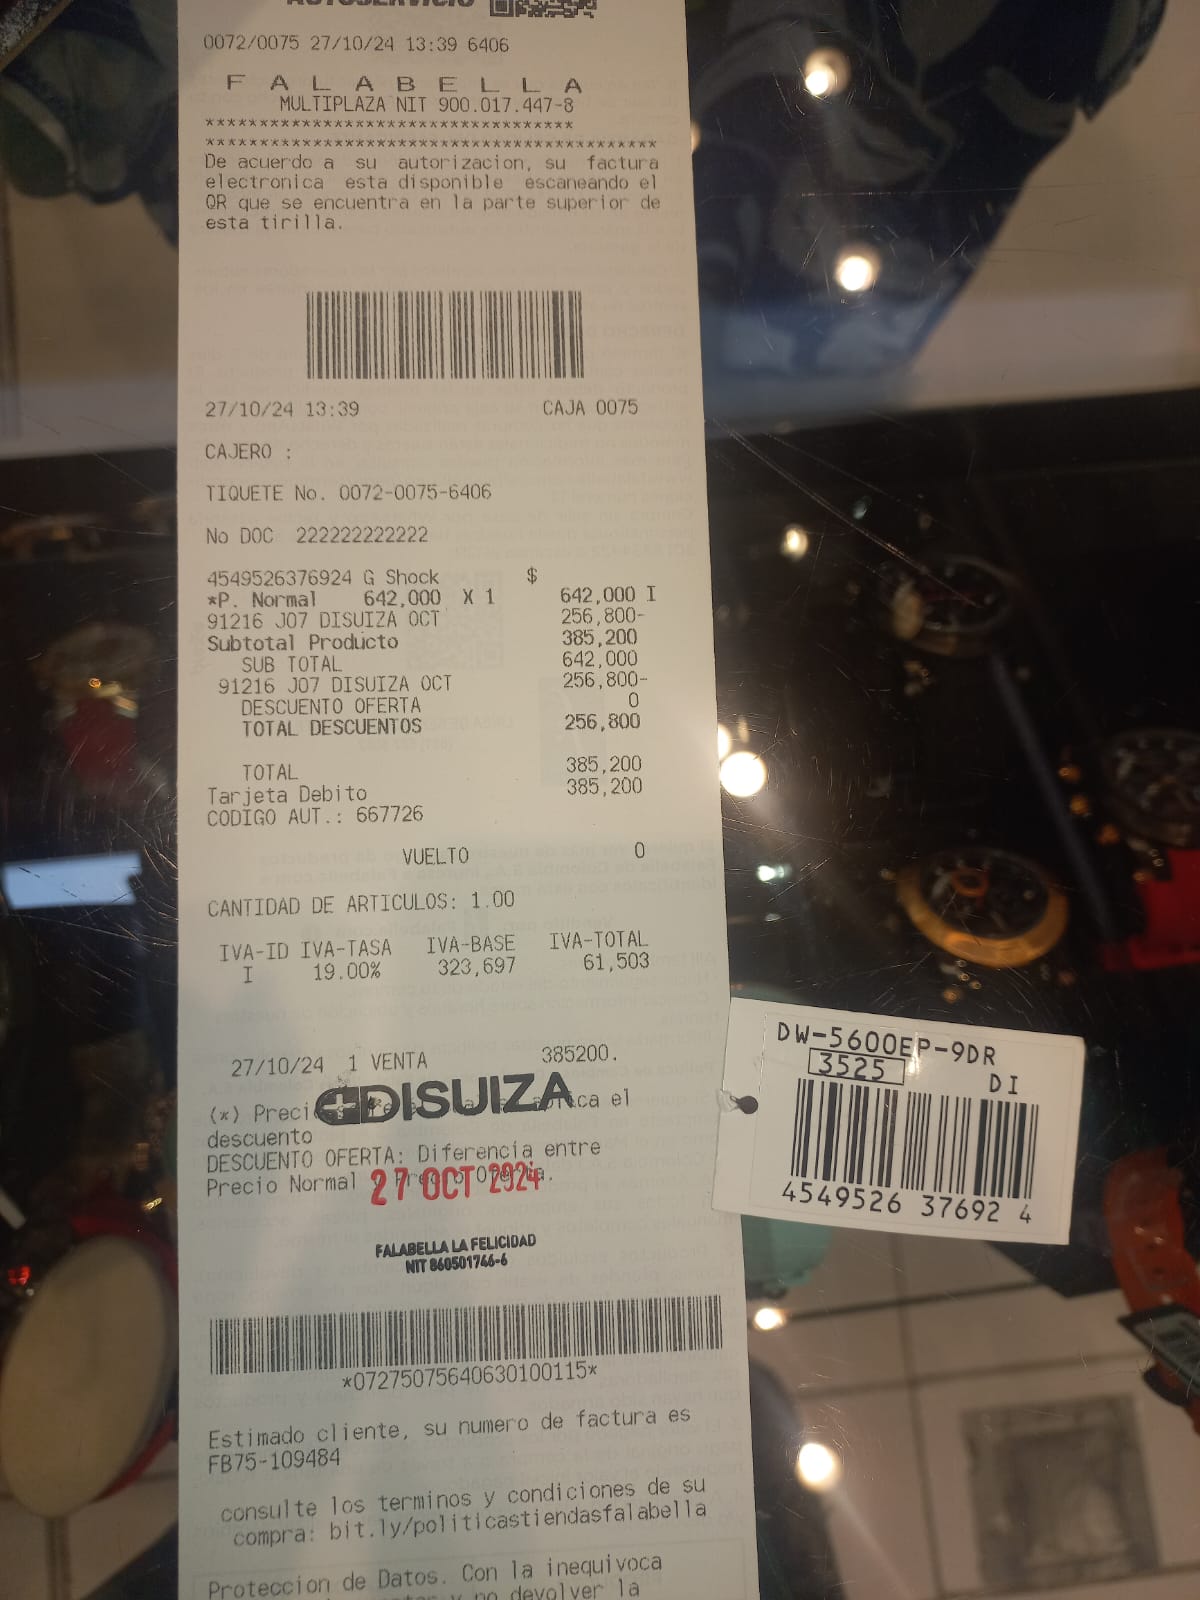 AUTOSERVICIO
0072/0075 27/10/24 13:39 6406
F A L A B E L L A
MULTIPLAZA NIT 900.017.447-8
**********************************
******************************************
De acuerdo a su autorizacion, su factura
electronica esta disponible escaneando el
QR que se encuentra en la parte superior de
esta tirilla.
27/10/24 13:39 CAJA 0075
CAJERO :
TIQUETE No. 0072-0075-6406
No DOC 222222222222
4549526376924 G Shock $
*P. Normal 642,000 X 1 642,000 I
91216 J07 DISUIZA OCT 256,800-
Subtotal Producto 385,200
SUB TOTAL 642,000
91216 J07 DISUIZA OCT 256,800-
DESCUENTO OFERTA 0
TOTAL DESCUENTOS 256,800
TOTAL 385,200
Tarjeta Debito 385,200
CODIGO AUT.: 667726
VUELTO 0
CANTIDAD DE ARTICULOS: 1.00
IVA-ID IVA-TASA IVA-BASE IVA-TOTAL
I 19.00% 323,697 61,503
27/10/24 1 VENTA 385200.
DISUIZA
(*) Preci el
descuento
DESCUENTO OFERTA: Diferencia entre
Precio Normal
27 OCT 2024
FALABELLA LA FELICIDAD
NIT 860501746-6
*07275075640630100115*
Estimado cliente, su numero de factura es
FB75-109484
consulte los terminos y condiciones de su
compra: bit.ly/politicastiendasfalabella
Proteccion de Datos. Con la inequivoca
y no devolver la
DW-5600EP-9DR
3525
DI
4549526 37692 4